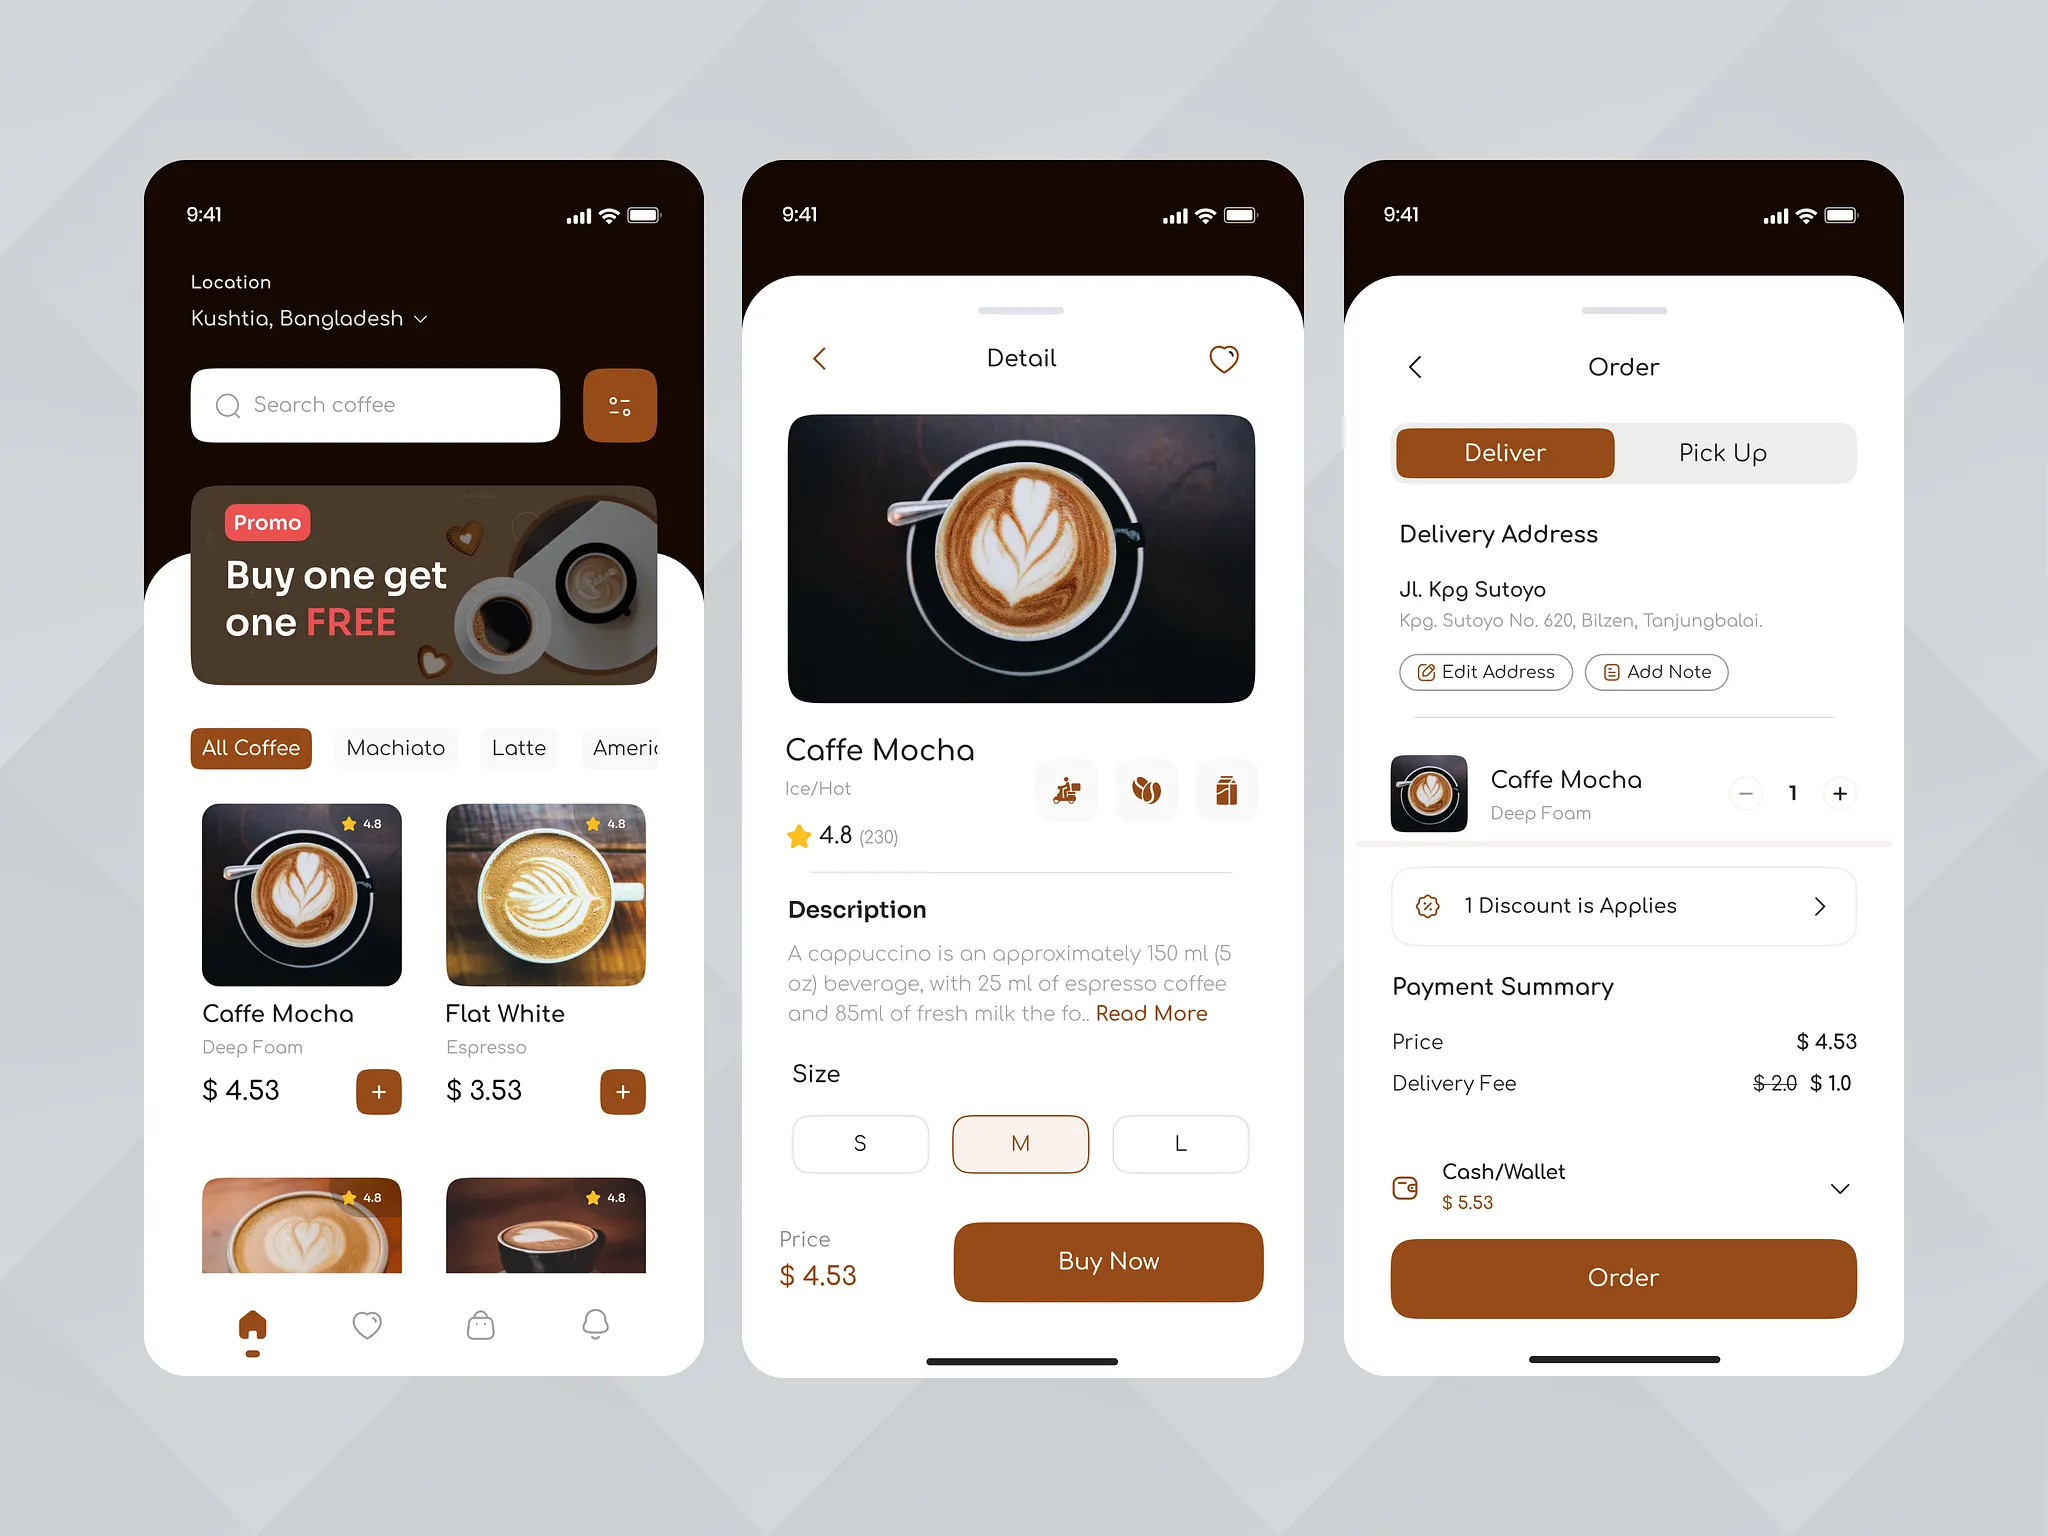 9:41
Location
Kushtia, Bangladesh
Search coffee
Promo
Buy one get
one FREE
All Coffee
Machiato
Latte
Americ
4.8
4.8
Caffe Mocha
Flat White
Deep Foam
Espresso
$ 4.53
+
$ 3.53
+
4.8
4.8
9:41
Detail
Caffe Mocha
Ice/Hot
4.8 (230)
Description
A cappuccino is an approximately 150 ml (5
oz) beverage, with 25 ml of espresso coffee
and 85ml of fresh milk the fo.. Read More
Size
S
M
L
Price
$ 4.53
Buy Now
9:41
Order
Deliver
Pick Up
Delivery Address
Jl. Kpg Sutoyo
Kpg. Sutoyo No. 620, Bilzen, Tanjungbalai.
Edit Address
Add Note
Caffe Mocha
Deep Foam
− 1 +
1 Discount is Applies
Payment Summary
Price
$ 4.53
Delivery Fee
$ 2.0 $ 1.0
Cash/Wallet
$ 5.53
Order